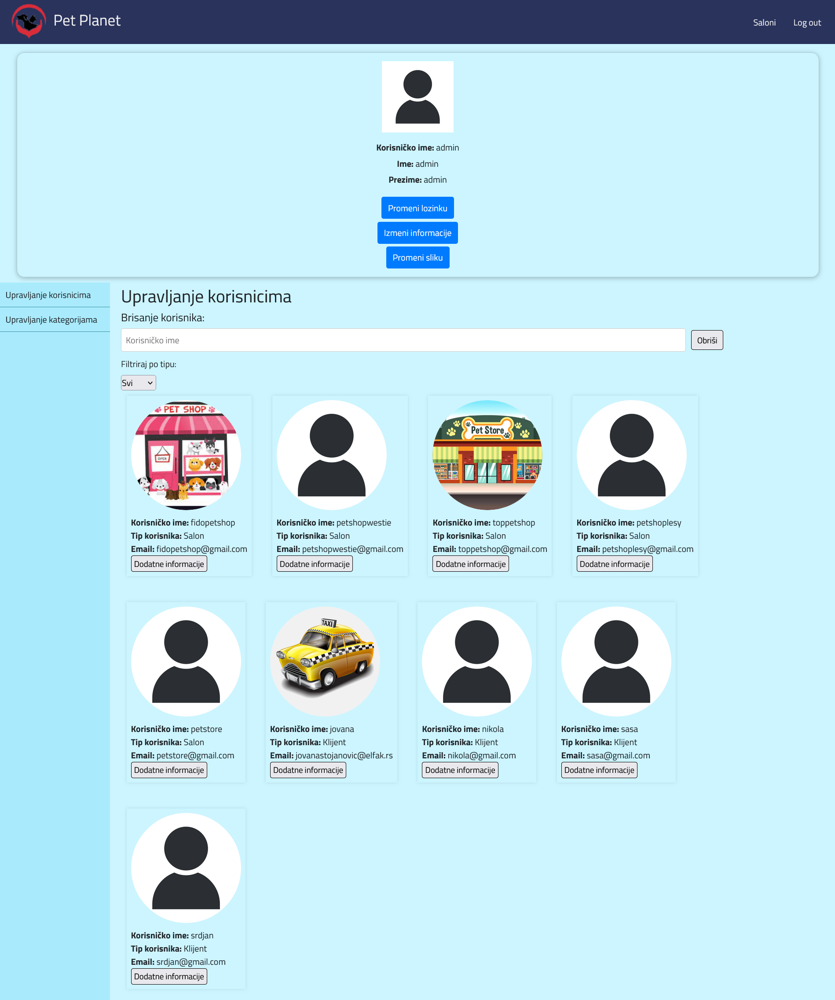 Pet Planet
Saloni
Log out
Korisničko ime: admin
Ime: admin
Prezime: admin
Promeni lozinku
Izmeni informacije
Promeni sliku
Upravljanje korisnicima
Upravljanje kategorijama
Upravljanje korisnicima
Brisanje korisnika:
Korisničko ime
Obriši
Filtriraj po tipu:
Svi
PET SHOP
OPEN
Korisničko ime: fidopetshop
Tip korisnika: Salon
Email: fidopetshop@gmail.com
Dodatne informacije
Korisničko ime: petshopwestie
Tip korisnika: Salon
Email: petshopwestie@gmail.com
Dodatne informacije
Pet Store
Korisničko ime: toppetshop
Tip korisnika: Salon
Email: toppetshop@gmail.com
Dodatne informacije
Korisničko ime: petshoplesy
Tip korisnika: Salon
Email: petshoplesy@gmail.com
Dodatne informacije
Korisničko ime: petstore
Tip korisnika: Salon
Email: petstore@gmail.com
Dodatne informacije
TAXI
Korisničko ime: jovana
Tip korisnika: Klijent
Email: jovanastojanovic@elfak.rs
Dodatne informacije
Korisničko ime: nikola
Tip korisnika: Klijent
Email: nikola@gmail.com
Dodatne informacije
Korisničko ime: sasa
Tip korisnika: Klijent
Email: sasa@gmail.com
Dodatne informacije
Korisničko ime: srdjan
Tip korisnika: Klijent
Email: srdjan@gmail.com
Dodatne informacije